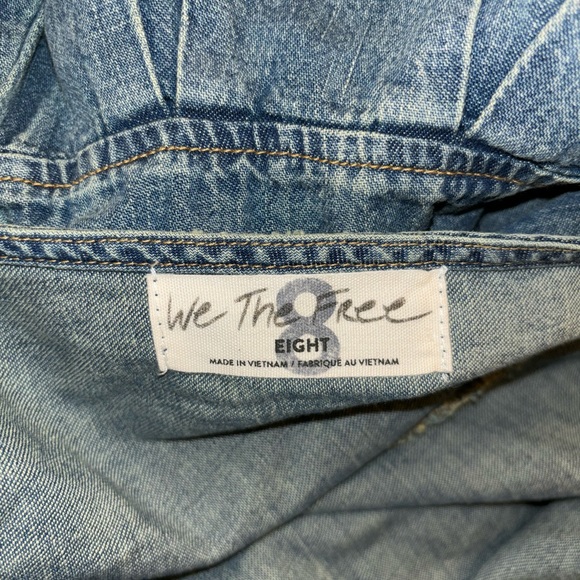 We The Free
8
EIGHT
MADE IN VIETNAM / FABRIQUE AU VIETNAM